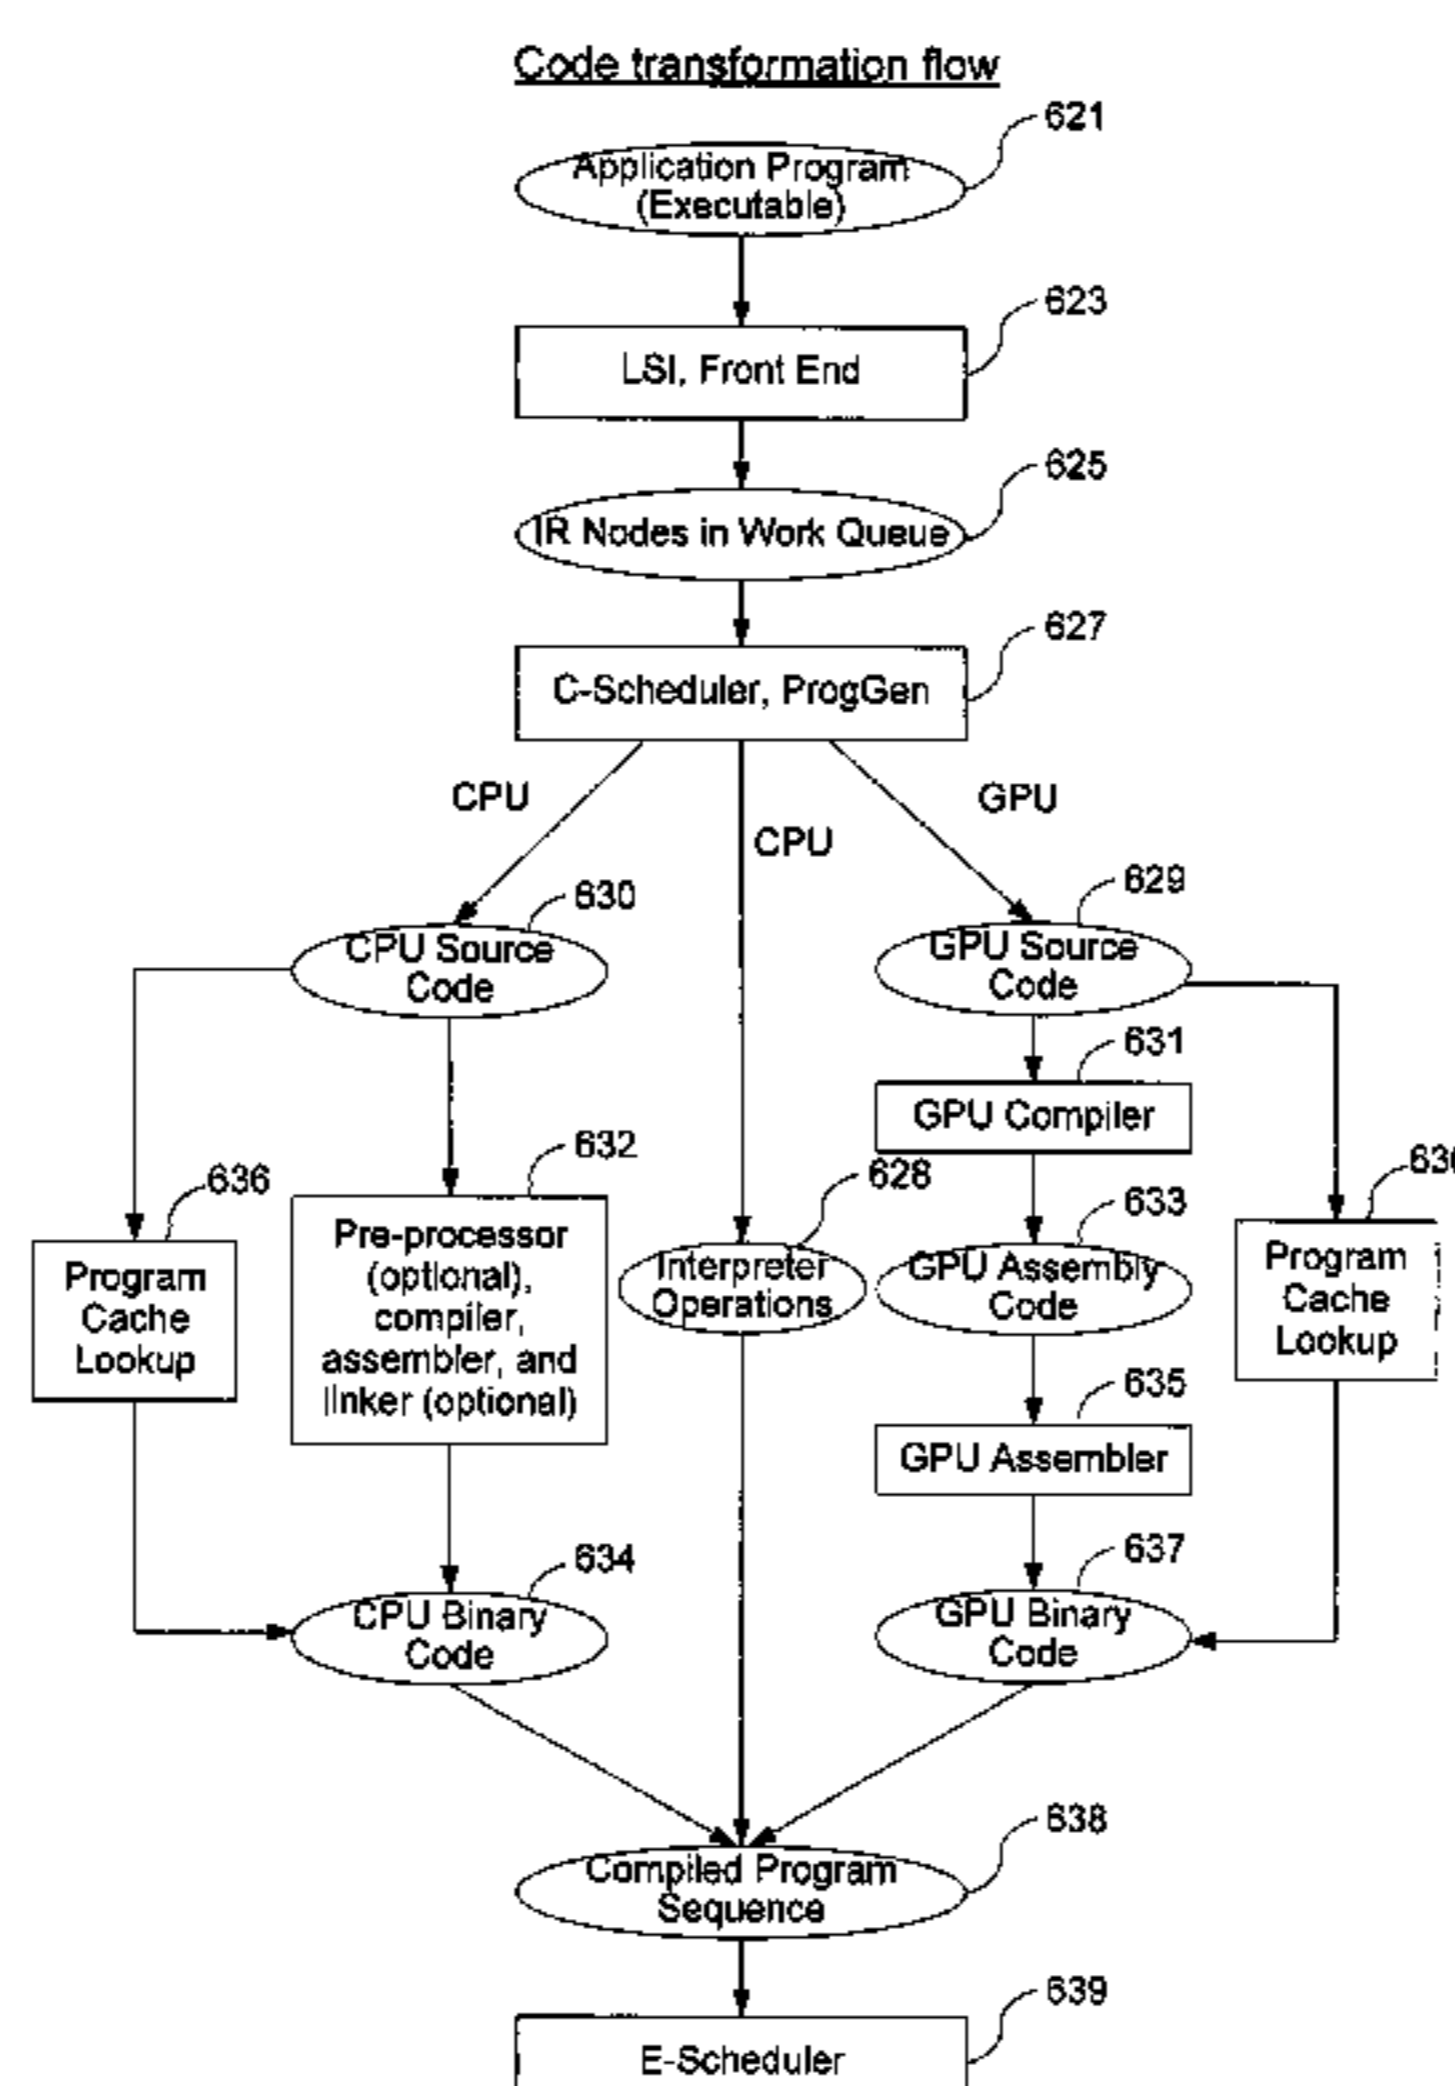 Code transformation flow
621
Application Program
(Executable)
623
LSI, Front End
625
IR Nodes in Work Queue
627
C-Scheduler, ProgGen
CPU
CPU
GPU
630
CPU Source
Code
629
GPU Source
Code
631
GPU Compiler
636
Program
Cache
Lookup
632
Pre-processor
(optional),
compiler,
assembler, and
linker (optional)
628
Interpreter
Operations
633
GPU Assembly
Code
Program
Cache
Lookup
635
GPU Assembler
634
CPU Binary
Code
637
GPU Binary
Code
638
Compiled Program
Sequence
639
E-Scheduler